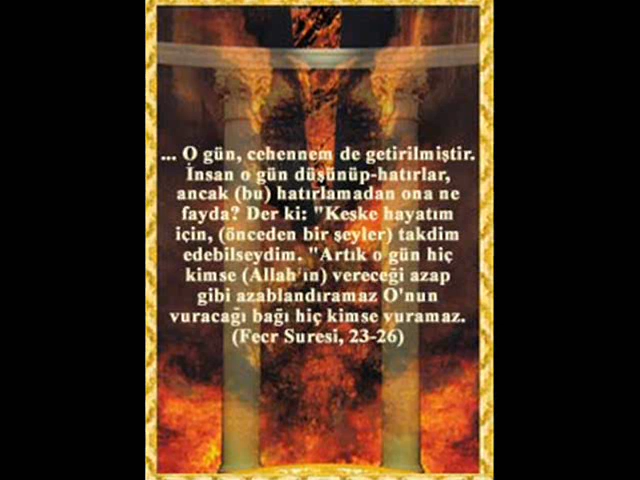 ... O gün, cehennem de getirilmiştir.
İnsan o gün düşünüp-hatırlar,
ancak (bu) hatırlamadan ona ne
fayda? Der ki: "Keşke hayatım
için, (önceden bir şeyler) takdim
edebilseydim. "Artık o gün hiç
kimse (Allah'ın) vereceği azap
gibi azablandıramaz O'nun
vuracağı bağı hiç kimse vuramaz.
(Fecr Suresi, 23-26)